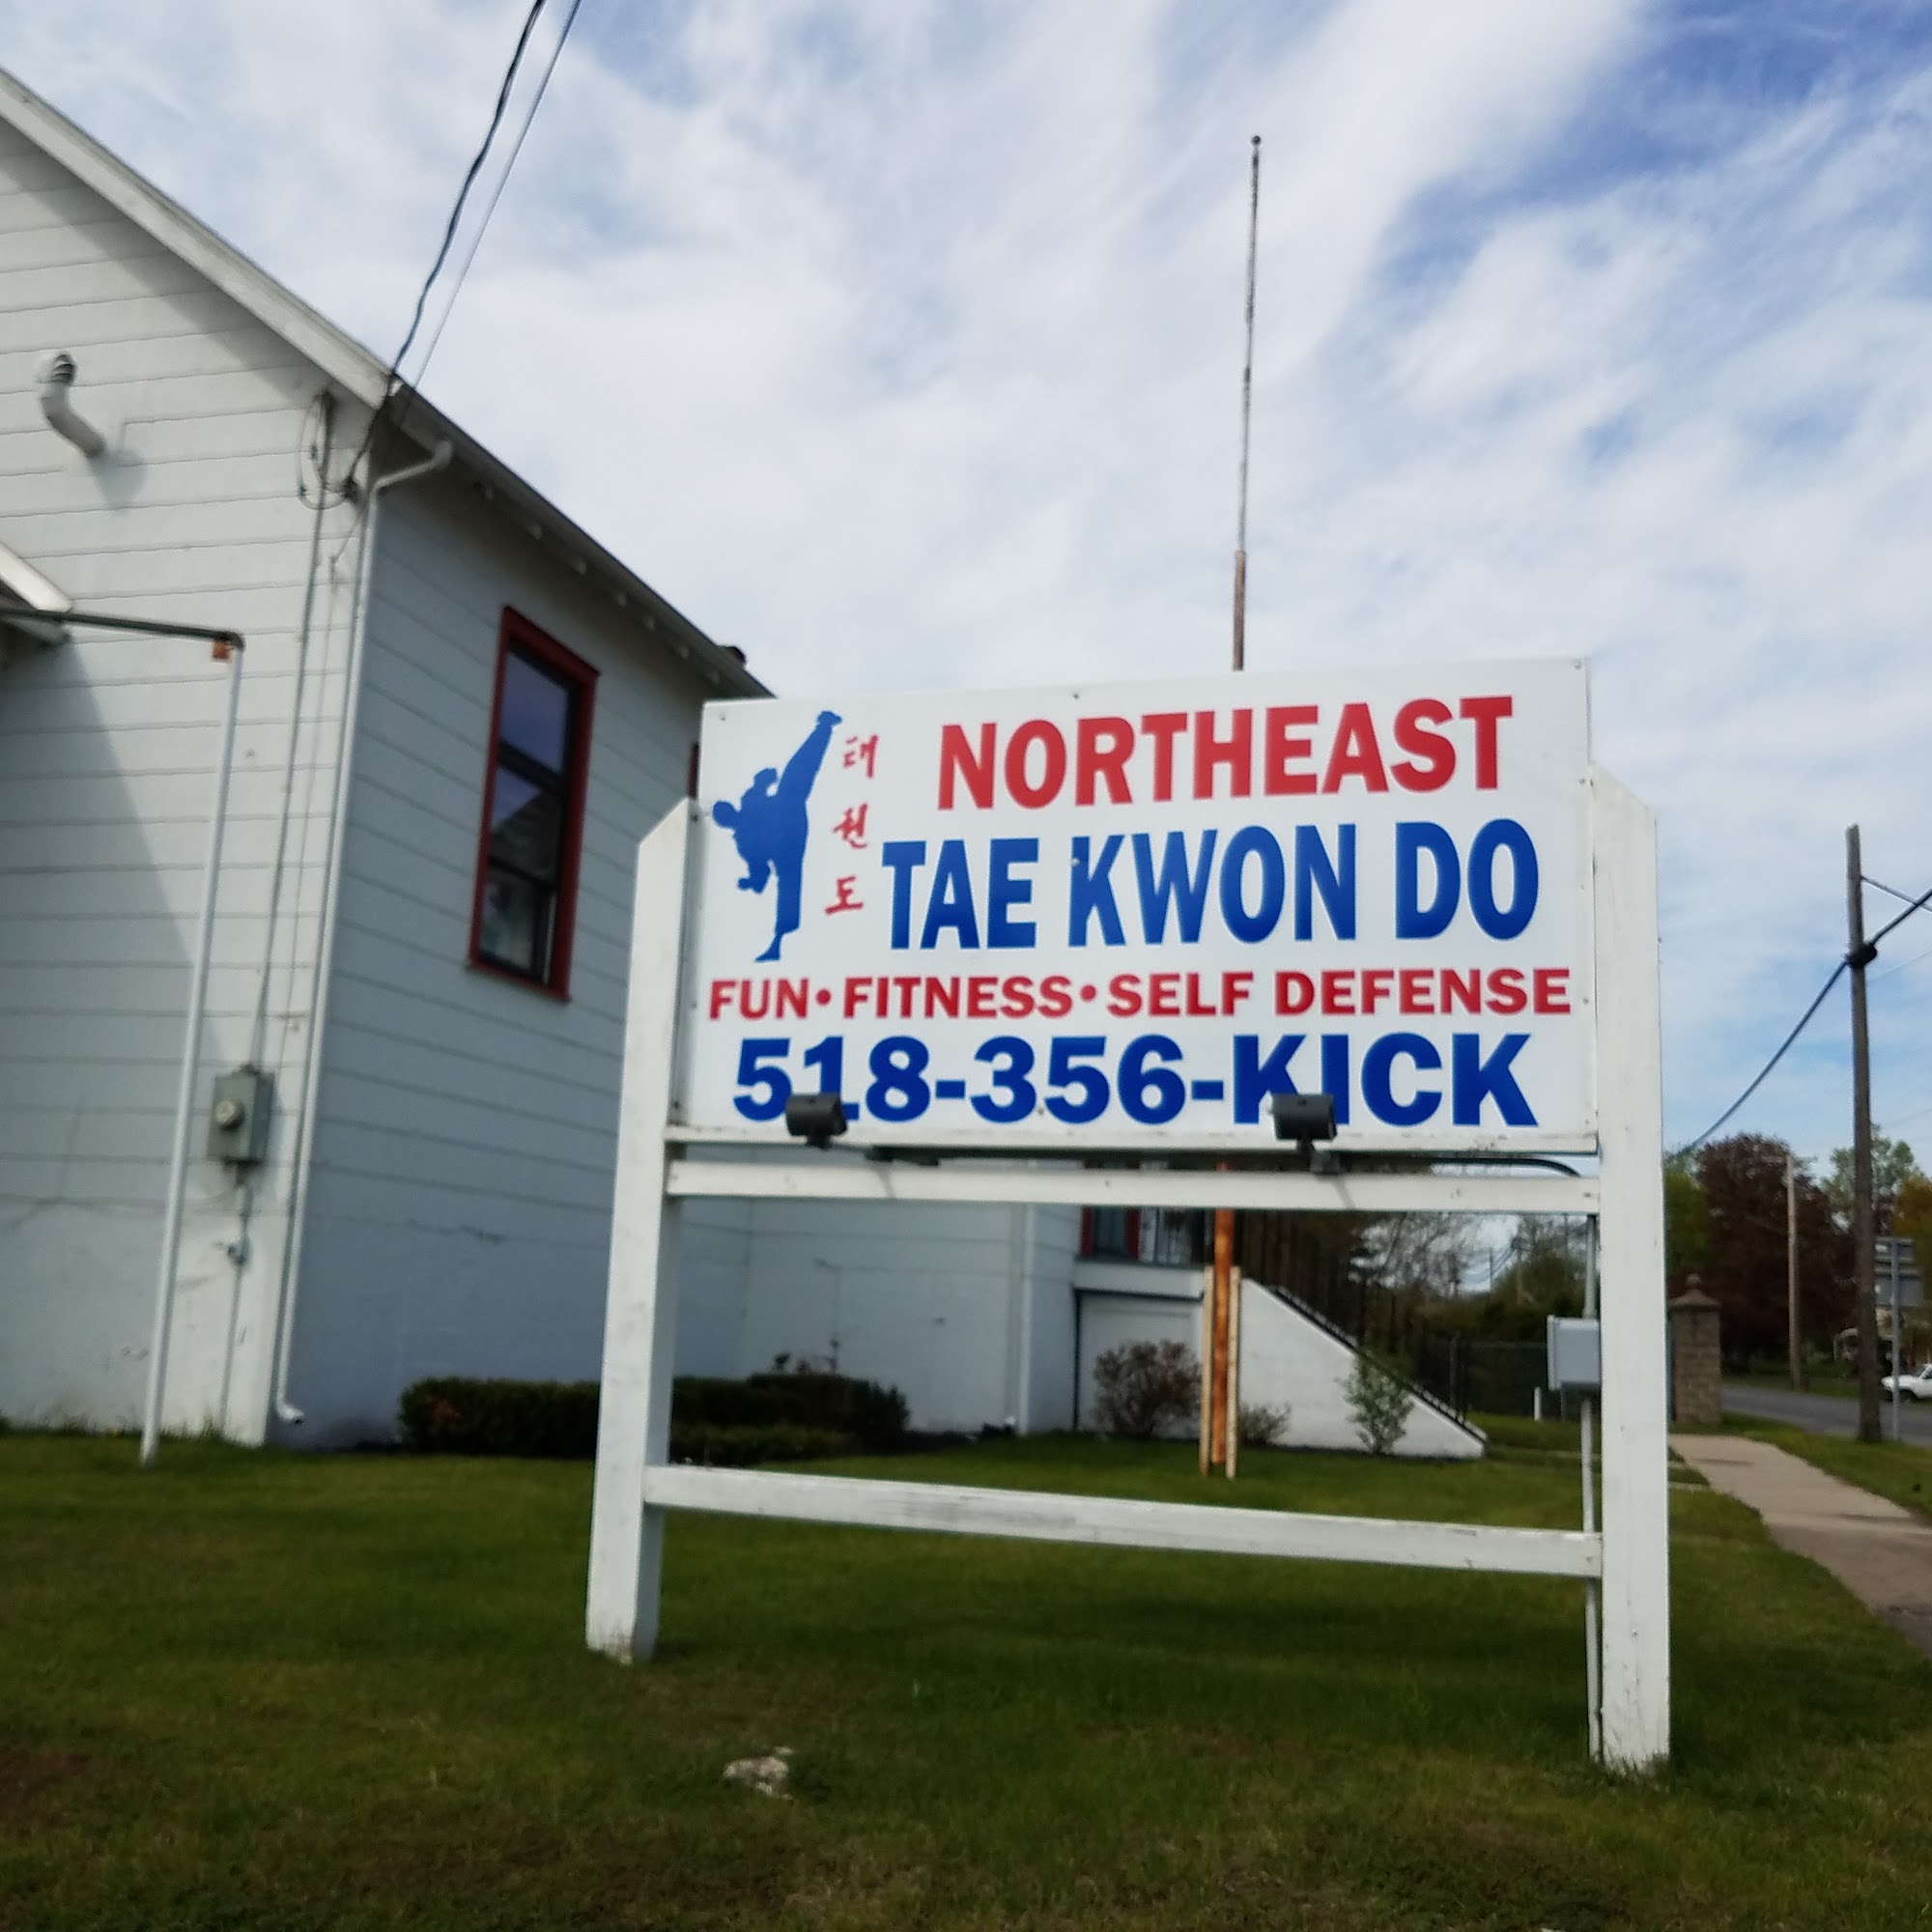 태
권
도
NORTHEAST
TAE KWON DO
FUN•FITNESS•SELF DEFENSE
518-356-KICK